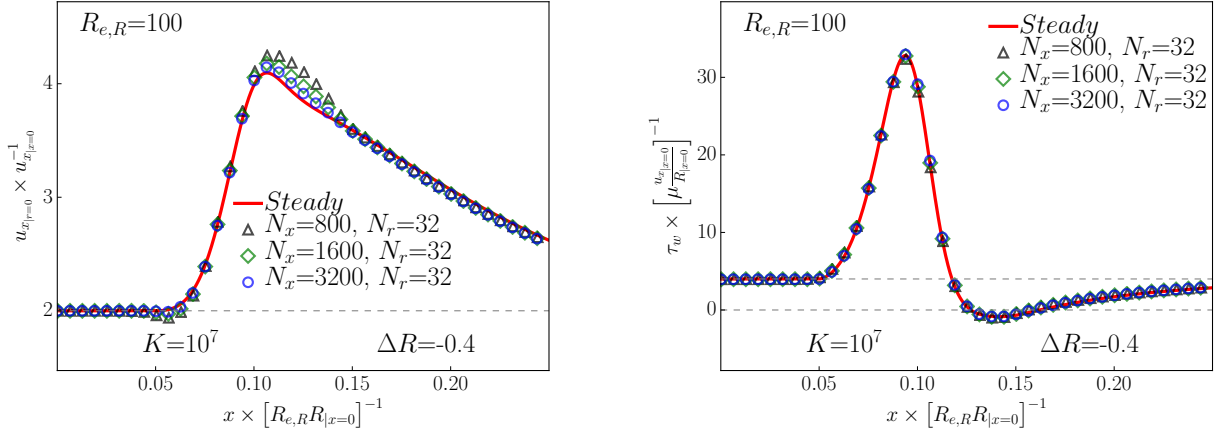 R_{e,R}=100
4
3
2
u_{x|r=0} × u_{x|x=0}^{-1}
Steady
N_x=800, N_r=32
N_x=1600, N_r=32
N_x=3200, N_r=32
K=10^7
ΔR=-0.4
0.05 0.10 0.15 0.20
x × [R_{e,R} R_{|x=0}]^{-1}
R_{e,R}=100
Steady
N_x=800, N_r=32
N_x=1600, N_r=32
N_x=3200, N_r=32
30
20
10
0
τ_w × [μ \frac{u_{x|x=0}}{R_{|x=0}}]^{-1}
K=10^7
ΔR=-0.4
0.05 0.10 0.15 0.20
x × [R_{e,R} R_{|x=0}]^{-1}